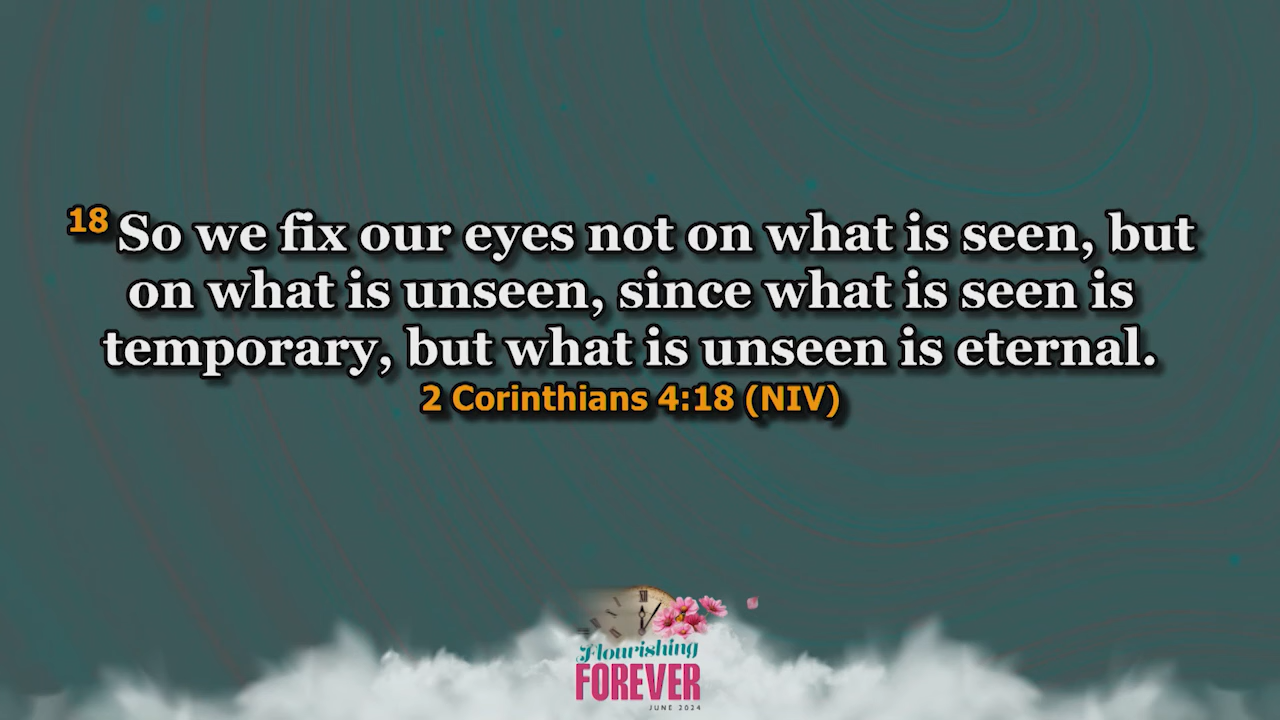 18 So we fix our eyes not on what is seen, but
on what is unseen, since what is seen is
temporary, but what is unseen is eternal.
2 Corinthians 4:18 (NIV)
Flourishing
FOREVER
JUNE 2024